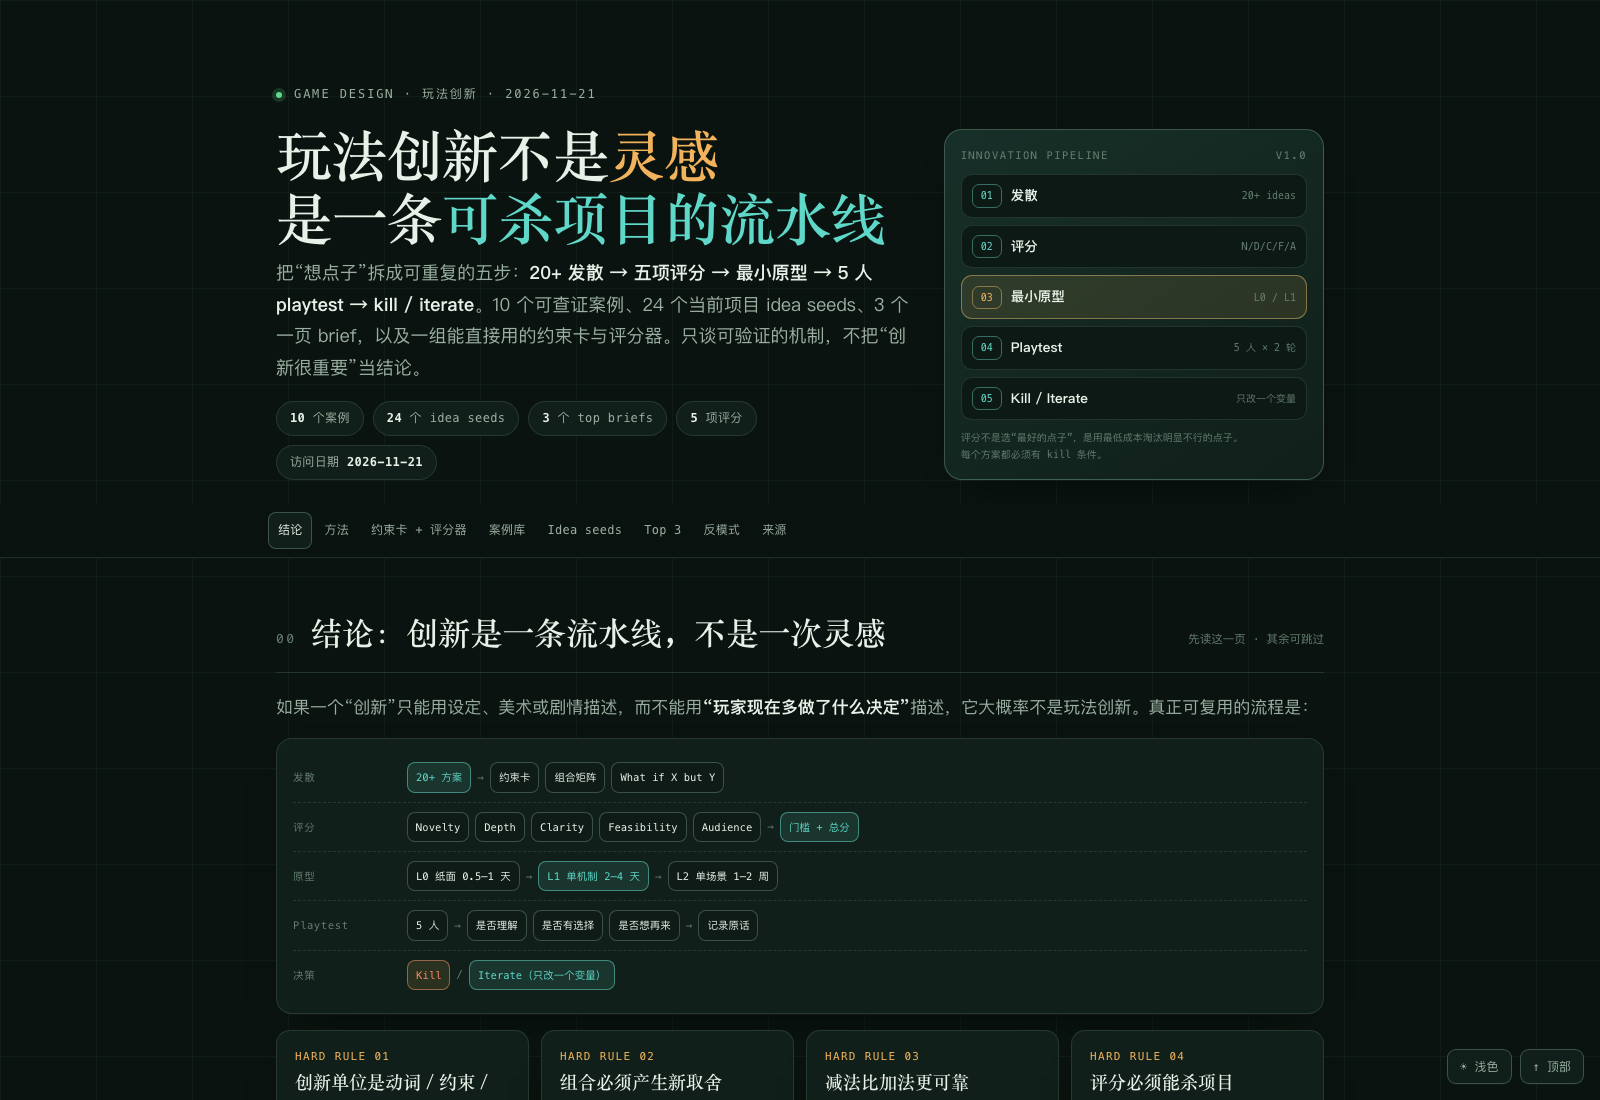 GAME DESIGN · 玩法创新 · 2026-11-21
玩法创新不是灵感
是一条可杀项目的流水线
把“想点子”拆成可重复的五步：20+ 发散 → 五项评分 → 最小原型 → 5 人
playtest → kill / iterate。10 个可查证案例、24 个当前项目 idea seeds、3 个
一页 brief，以及一组能直接用的约束卡与评分器。只谈可验证的机制，不把“创
新很重要”当结论。
10 个案例
24 个 idea seeds
3 个 top briefs
5 项评分
访问日期 2026-11-21
INNOVATION PIPELINE V1.0
01 发散 20+ ideas
02 评分 N/D/C/F/A
03 最小原型 L0 / L1
04 Playtest 5 人 × 2 轮
05 Kill / Iterate 只改一个变量
评分不是选“最好的点子”，是用最低成本淘汰明显不行的点子。
每个方案都必须有 kill 条件。
结论 方法 约束卡 + 评分器 案例库 Idea seeds Top 3 反模式 来源
00 结论：创新是一条流水线，不是一次灵感 先读这一页 · 其余可跳过
如果一个“创新”只能用设定、美术或剧情描述，而不能用“玩家现在多做了什么决定”描述，它大概率不是玩法创新。真正可复用的流程是：
发散 20+ 方案 → 约束卡 组合矩阵 What if X but Y
评分 Novelty Depth Clarity Feasibility Audience → 门槛 + 总分
原型 L0 纸面 0.5–1 天 → L1 单机制 2–4 天 → L2 单场景 1–2 周
Playtest 5 人 → 是否理解 是否有选择 是否想再来 → 记录原话
决策 Kill / Iterate（只改一个变量）
HARD RULE 01
创新单位是动词 / 约束 /
HARD RULE 02
组合必须产生新取舍
HARD RULE 03
减法比加法更可靠
HARD RULE 04
评分必须能杀项目
☀ 浅色
↑ 顶部